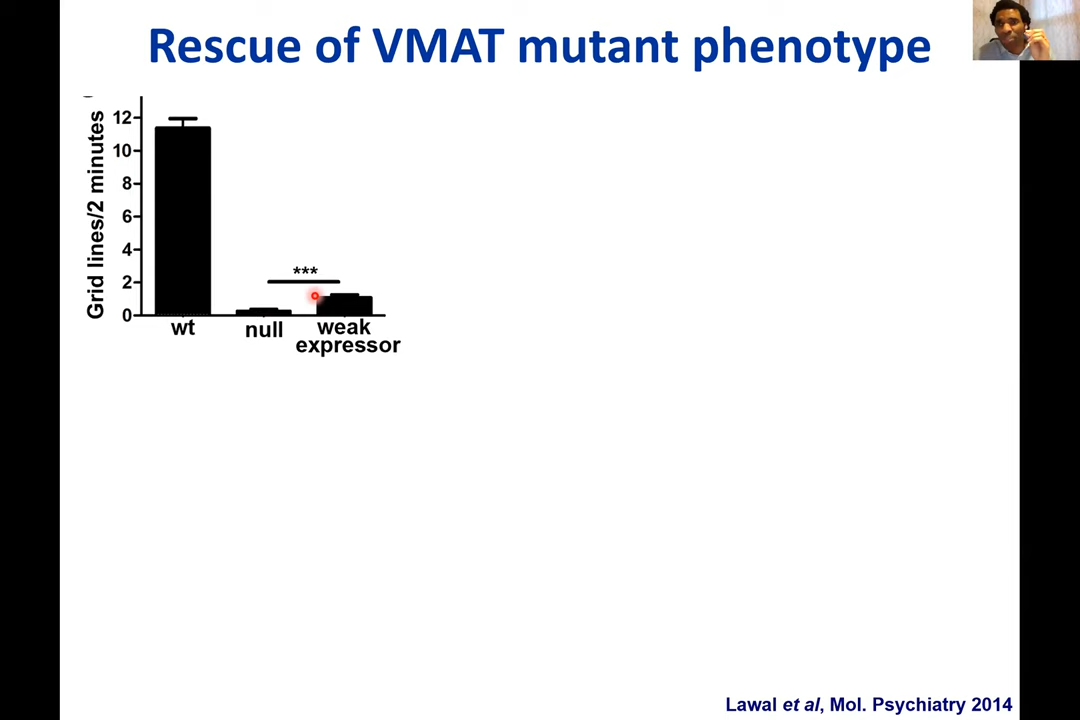 Rescue of VMAT mutant phenotype
Grid lines/2 minutes
12
10
8
6
4
2
0
***
wt
null
weak
expressor
Lawal et al, Mol. Psychiatry 2014